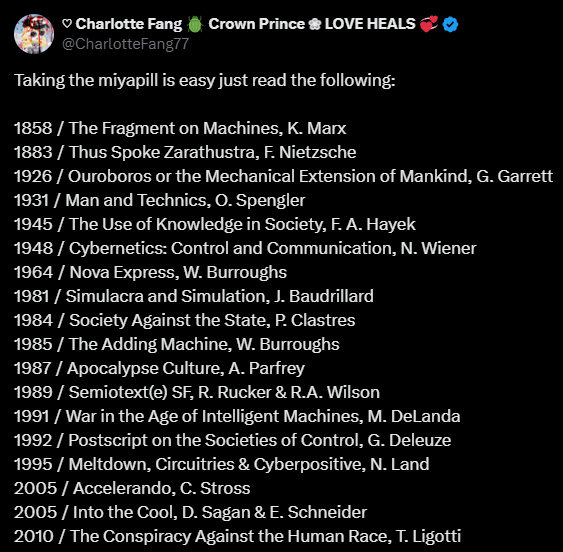 ♡ Charlotte Fang 🪲 Crown Prince ❀ LOVE HEALS 💞
@CharlotteFang77
Taking the miyapill is easy just read the following:
1858 / The Fragment on Machines, K. Marx
1883 / Thus Spoke Zarathustra, F. Nietzsche
1926 / Ouroboros or the Mechanical Extension of Mankind, G. Garrett
1931 / Man and Technics, O. Spengler
1945 / The Use of Knowledge in Society, F. A. Hayek
1948 / Cybernetics: Control and Communication, N. Wiener
1964 / Nova Express, W. Burroughs
1981 / Simulacra and Simulation, J. Baudrillard
1984 / Society Against the State, P. Clastres
1985 / The Adding Machine, W. Burroughs
1987 / Apocalypse Culture, A. Parfrey
1989 / Semiotext(e) SF, R. Rucker & R.A. Wilson
1991 / War in the Age of Intelligent Machines, M. DeLanda
1992 / Postscript on the Societies of Control, G. Deleuze
1995 / Meltdown, Circuitries & Cyberpositive, N. Land
2005 / Accelerando, C. Stross
2005 / Into the Cool, D. Sagan & E. Schneider
2010 / The Conspiracy Against the Human Race, T. Ligotti